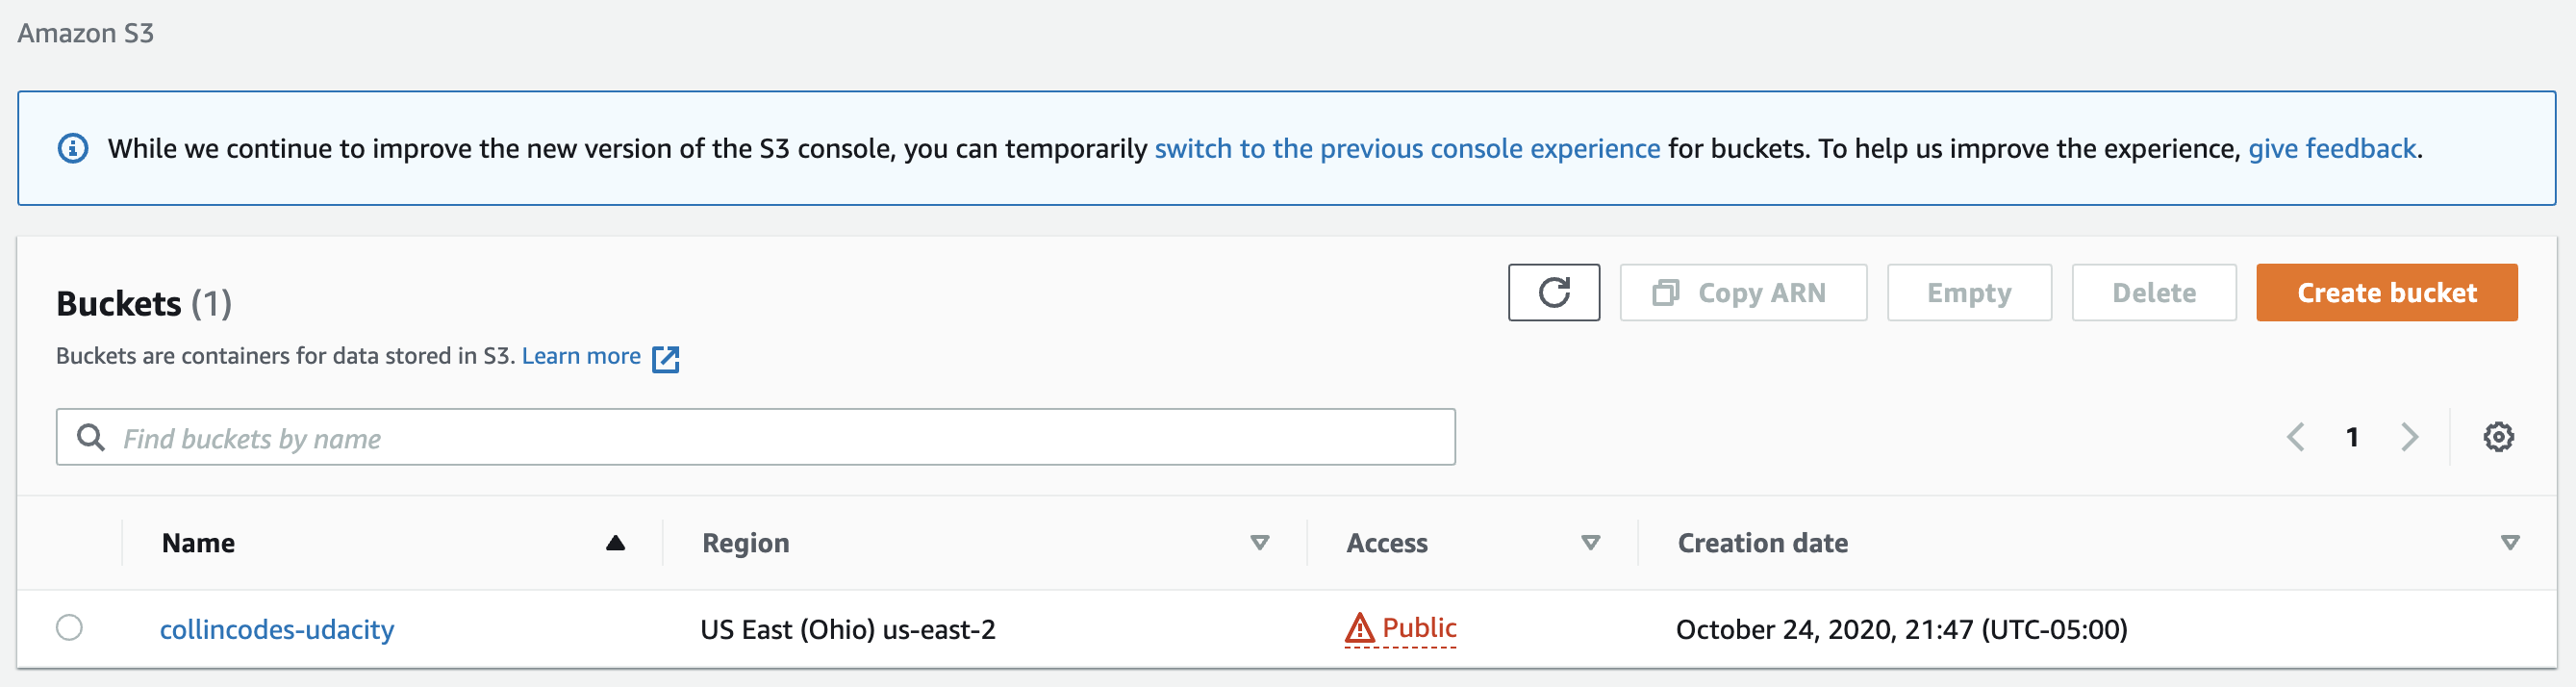 Amazon S3
While we continue to improve the new version of the S3 console, you can temporarily switch to the previous console experience for buckets. To help us improve the experience, give feedback.
Buckets (1)
Copy ARN
Empty
Delete
Create bucket
Buckets are containers for data stored in S3. Learn more
Find buckets by name
1
Name Region Access Creation date
collincodes-udacity US East (Ohio) us-east-2 Public October 24, 2020, 21:47 (UTC-05:00)